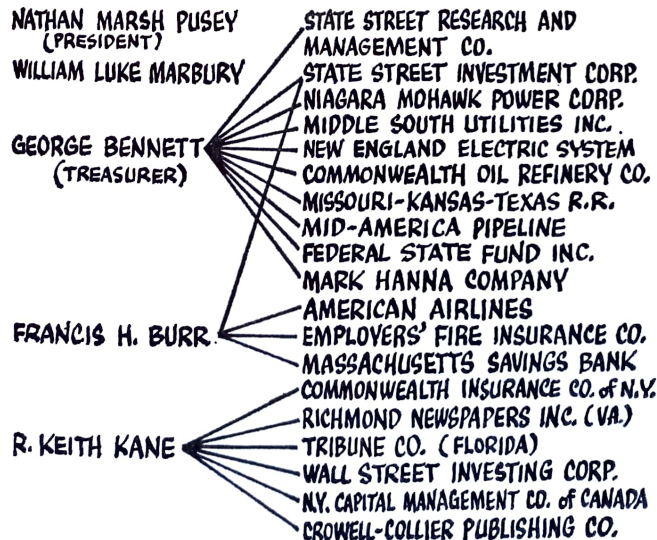 NATHAN MARSH PUSEY
(PRESIDENT)
WILLIAM LUKE MARBURY
GEORGE BENNETT
(TREASURER)
FRANCIS H. BURR
R. KEITH KANE
STATE STREET RESEARCH AND
MANAGEMENT CO.
STATE STREET INVESTMENT CORP.
NIAGARA MOHAWK POWER CORP.
MIDDLE SOUTH UTILITIES INC.
NEW ENGLAND ELECTRIC SYSTEM
COMMONWEALTH OIL REFINERY CO.
MISSOURI-KANSAS-TEXAS R.R.
MID-AMERICA PIPELINE
FEDERAL STATE FUND INC.
MARK HANNA COMPANY
AMERICAN AIRLINES
EMPLOYERS' FIRE INSURANCE CO.
MASSACHUSETTS SAVINGS BANK
COMMONWEALTH INSURANCE CO. of N.Y.
RICHMOND NEWSPAPERS INC. (VA.)
TRIBUNE CO. (FLORIDA)
WALL STREET INVESTING CORP.
N.Y. CAPITAL MANAGEMENT CO. of CANADA
CROWELL-COLLIER PUBLISHING CO.